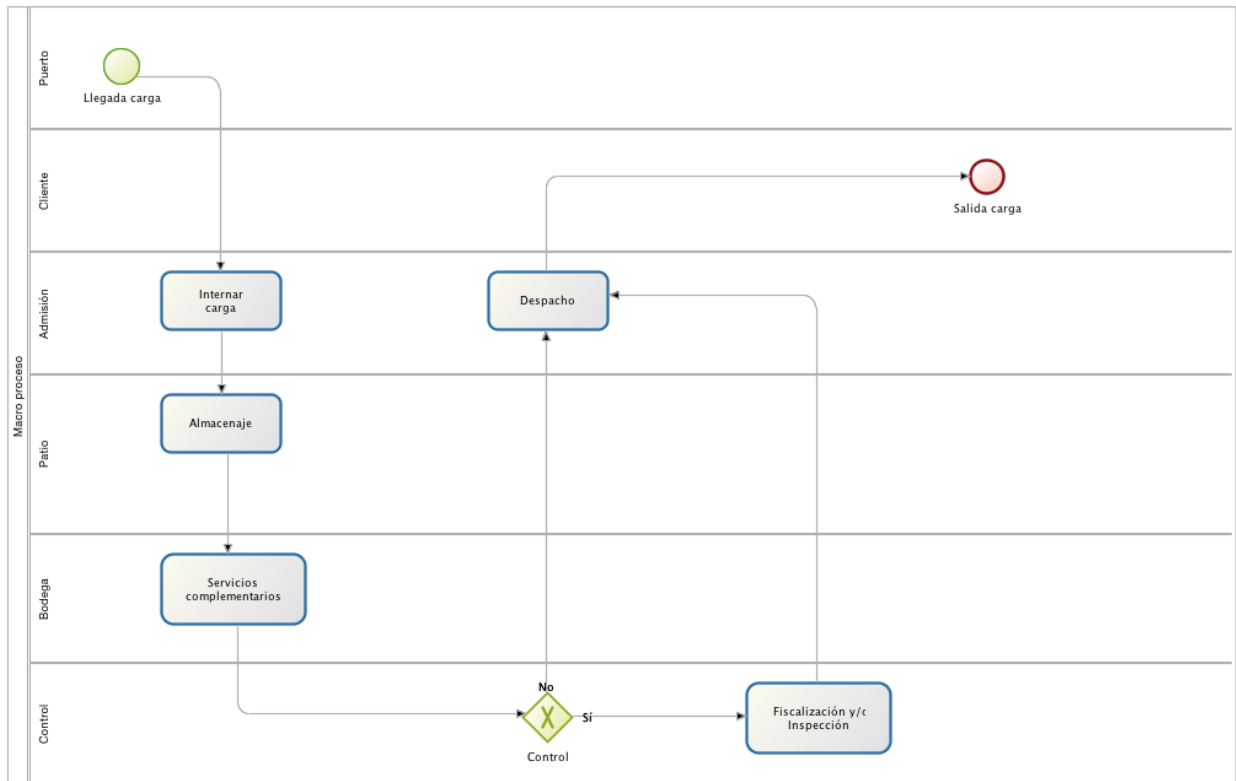 Macro proceso
Puerto
Llegada carga
Cliente
Salida carga
Admisión
Internar
carga
Despacho
Patio
Almacenaje
Bodega
Servicios
complementarios
Control
No
Sí
Control
Fiscalización y/c
Inspección